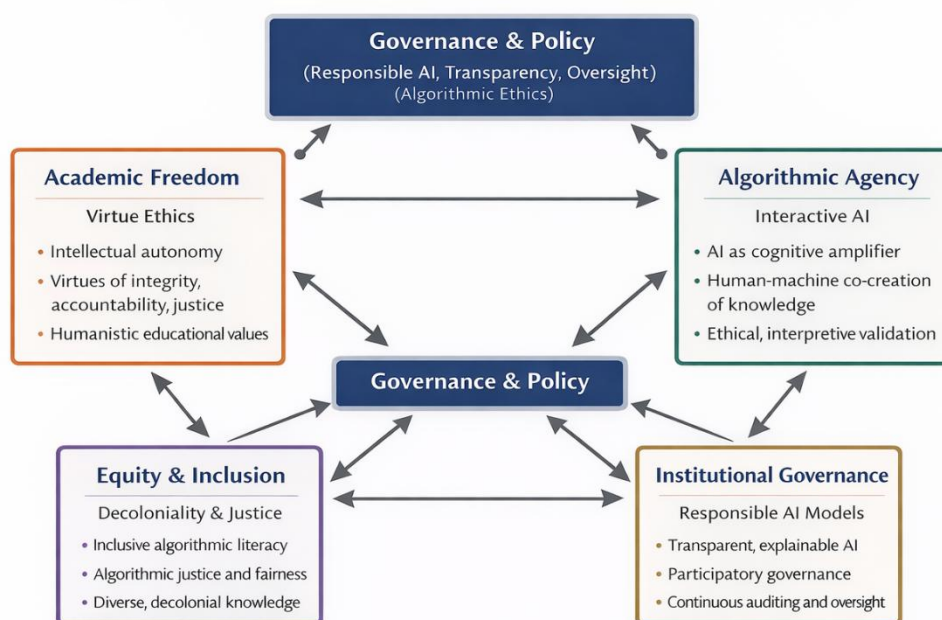 Governance & Policy
(Responsible AI, Transparency, Oversight)
(Algorithmic Ethics)
Academic Freedom
Virtue Ethics
• Intellectual autonomy
• Virtues of integrity,
accountability, justice
• Humanistic educational values
Algorithmic Agency
Interactive AI
• AI as cognitive amplifier
• Human-machine co-creation
of knowledge
• Ethical, interpretive validation
Governance & Policy
Equity & Inclusion
Decoloniality & Justice
• Inclusive algorithmic literacy
• Algorithmic justice and fairness
• Diverse, decolonial knowledge
Institutional Governance
Responsible AI Models
• Transparent, explainable AI
• Participatory governance
• Continuous auditing and oversight